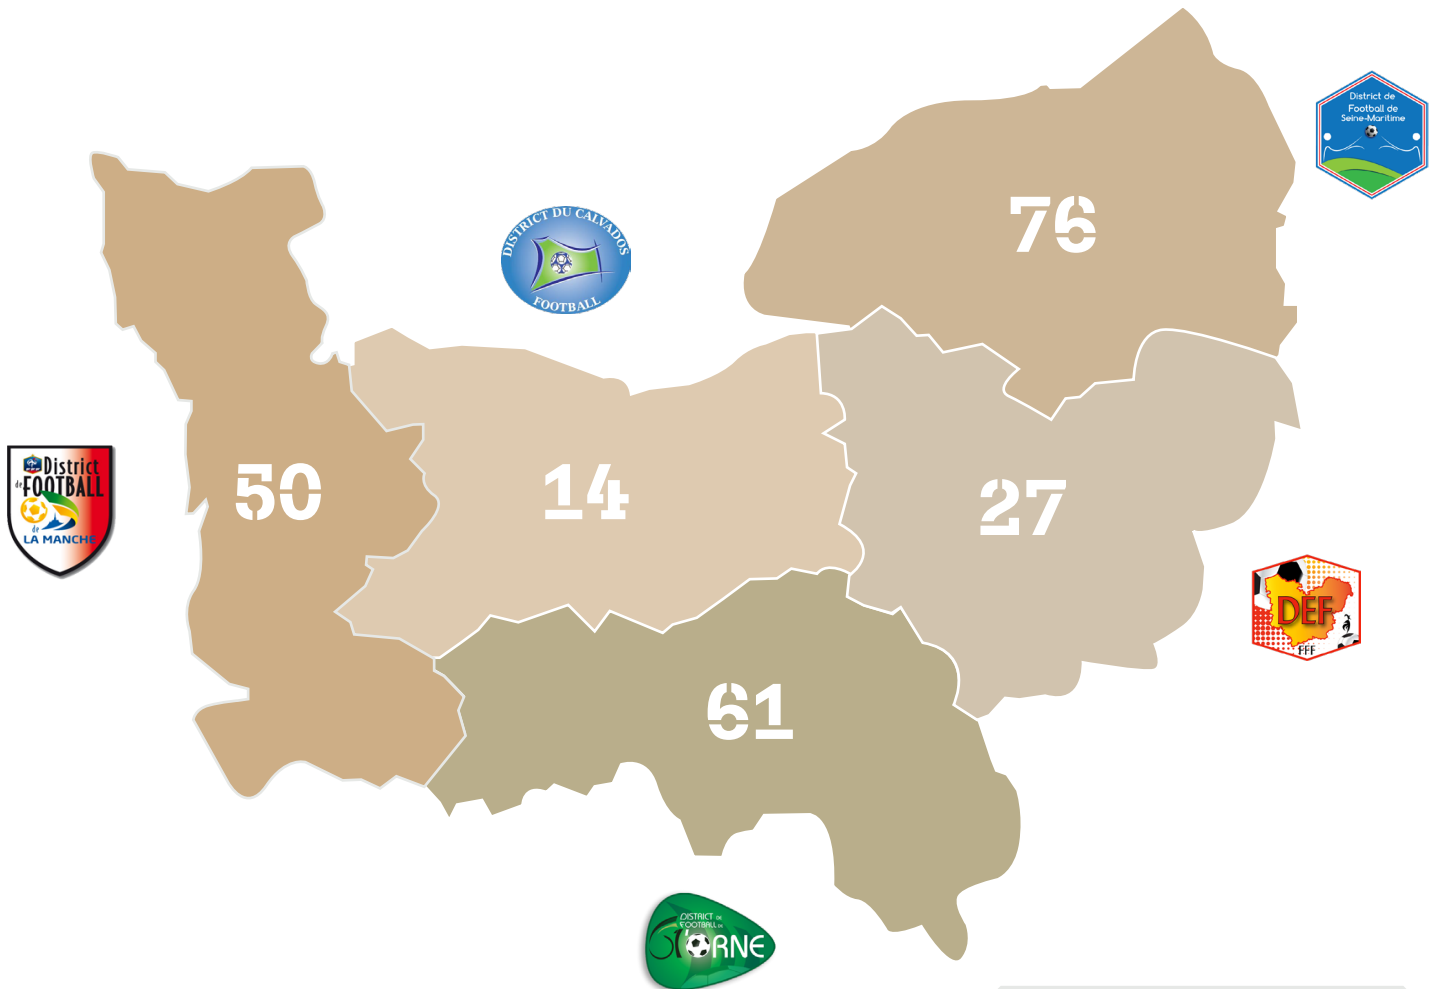 District de
Football de
Seine-Maritime
76
DISTRICT DU CALVADOS
FOOTBALL
District
de FOOTBALL
de
LA MANCHE
50
14
27
DEF
FFF
61
DISTRICT DE
FOOTBALL DE
61 L'ORNE